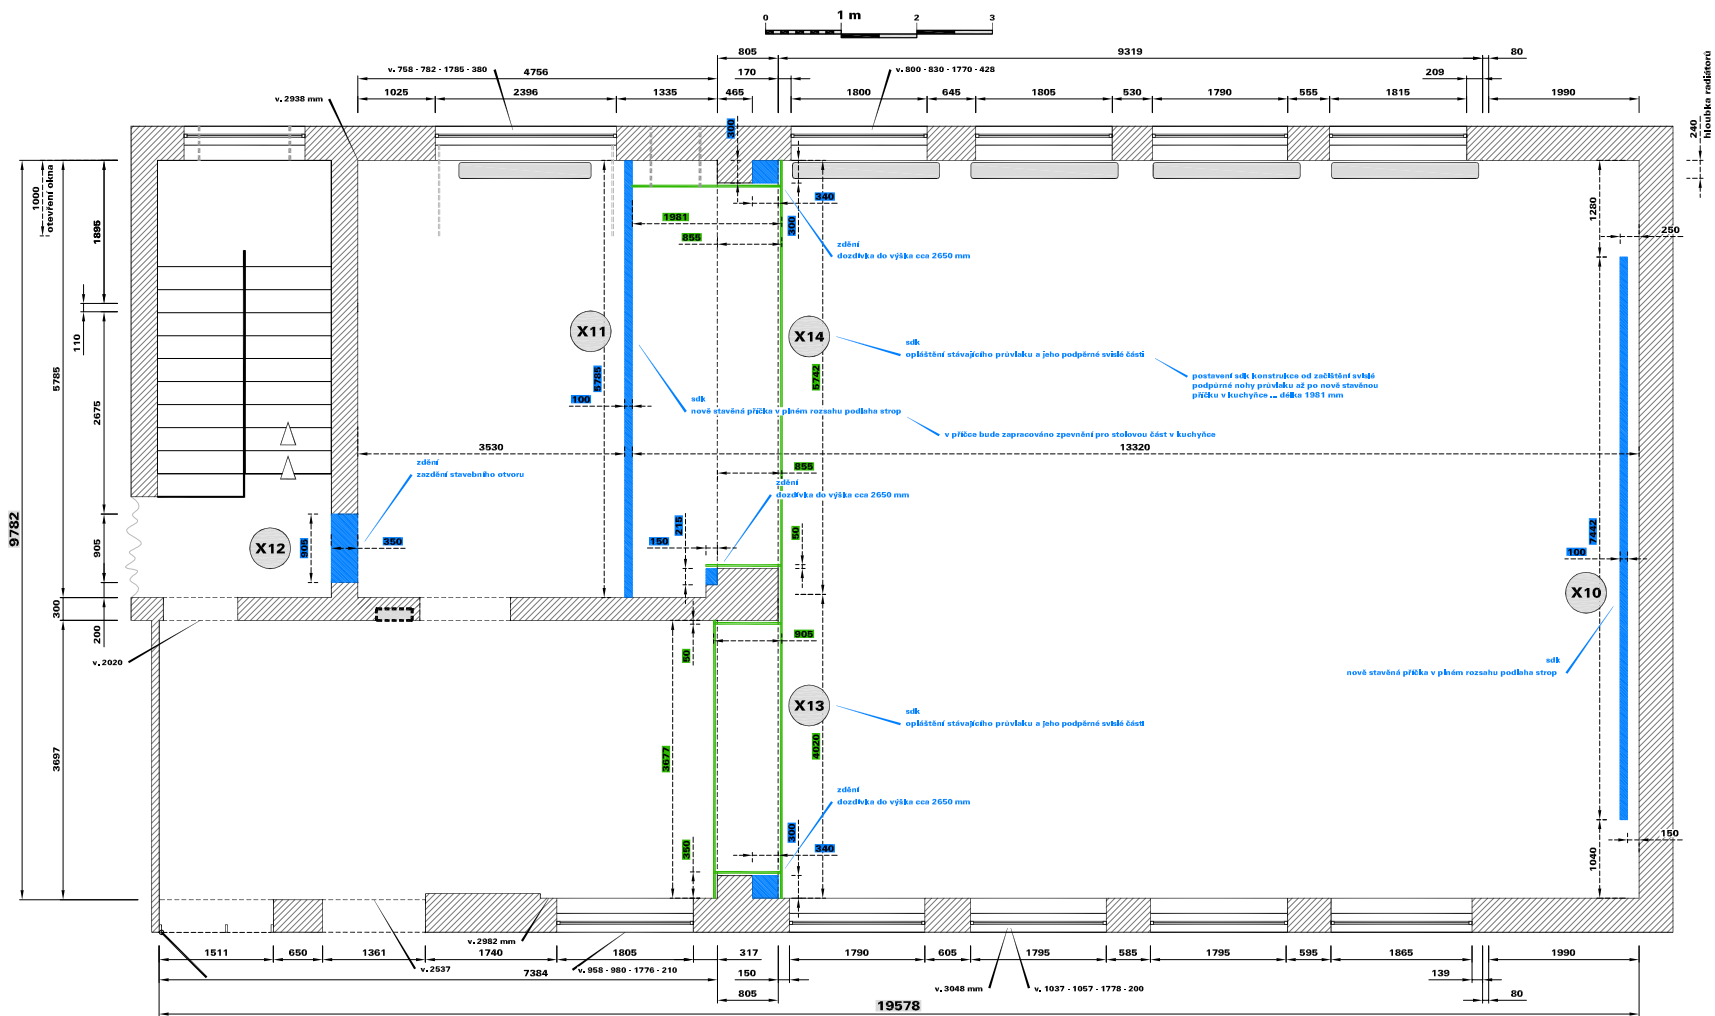 0 1 m 2 3
805 9319 80
4756 170 209
v. 758 - 782 - 1785 - 380
v. 800 - 830 - 1770 - 428
v. 2938 mm
1025 2396 1335 465 1800 645 1805 530 1790 555 1815 1990
240
hloubka radiátorů
300
1000
otevření okna
1895
110
5785
2675
9782
905
300
200
3697
340
300
1981
855
zdění
dozdívka do výška cca 2650 mm
1280
250
X11
X14
sdk
opláštění stávajícího průvlaku a jeho podpěrné svislé části
postavení sdk konstrukce od začištění svislé
podpůrné nohy průvlaku až po nově stavěnou
příčku v kuchyňce ... délka 1981 mm
5785
5742
100
sdk
nově stavěná příčka v plném rozsahu podlaha strop
v příčce bude zapracováno zpevnění pro stolovou část v kuchyňce
3530
13320
zdění
zazdění stavebního otvoru
855
zdění
dozdívka do výška cca 2650 mm
X12
905
350
150
215
50
7442
100
X10
905
50
v. 2020
sdk
nově stavěná příčka v plném rozsahu podlaha strop
X13
sdk
opláštění stávajícího průvlaku a jeho podpěrné svislé části
3677
4020
zdění
dozdívka do výška cca 2650 mm
350
300
340
1040
150
v. 2982 mm
1511 650 1361 1740 1805 317 1790 605 1795 585 1795 595 1865 1990
v. 2537
7384
v. 958 - 980 - 1776 - 210
150
139
v. 3048 mm
v. 1037 - 1057 - 1778 - 200
805
80
19578